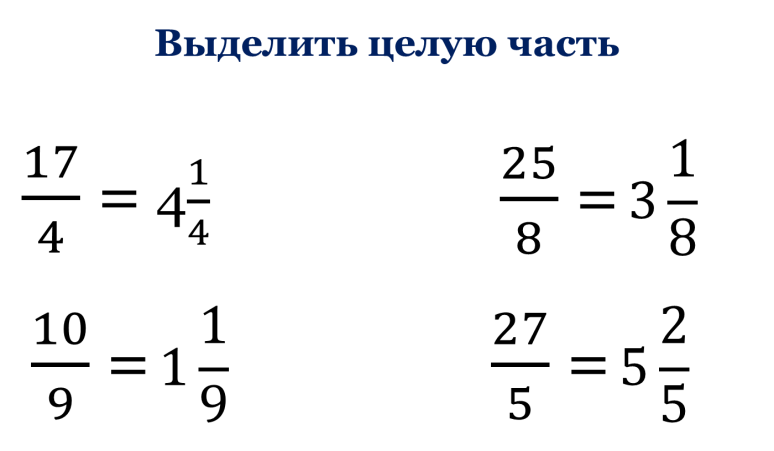 Выделить целую часть
17/4 = 4 1/4
25/8 = 3 1/8
10/9 = 1 1/9
27/5 = 5 2/5